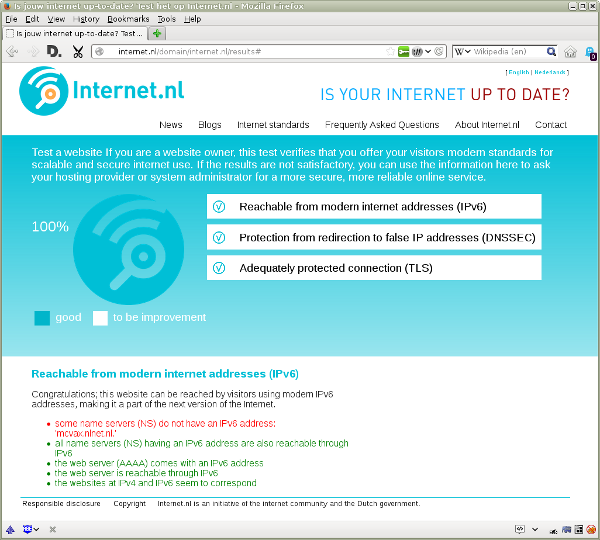 Is jouw internet up-to-date? Test het op Internet.nl - Mozilla Firefox
File Edit View History Bookmarks Tools Help
Is jouw internet up-to-date? Test ...
D. internet.nl/domain/internet.nl/results# W Wikipedia (en)
[ English | Nederlands ]
Internet.nl
IS YOUR INTERNET UP TO DATE?
News Blogs Internet standards Frequently Asked Questions About Internet.nl Contact
Test a website If you are a website owner, this test verifies that you offer your visitors modern standards for
scalable and secure internet use. If the results are not satisfactory, you can use the information here to ask
your hosting provider or system administrator for a more secure, more reliable online service.
100%
Reachable from modern internet addresses (IPv6)
Protection from redirection to false IP addresses (DNSSEC)
Adequately protected connection (TLS)
good to be improvement
Reachable from modern internet addresses (IPv6)
Congratulations; this website can be reached by visitors using modern IPv6
addresses, making it a part of the next version of the Internet.
some name servers (NS) do not have an IPv6 address:
'mcvax.nlnet.nl.'
all name servers (NS) having an IPv6 address are also reachable through
IPv6
the web server (AAAA) comes with an IPv6 address
the web server is reachable through IPv6
the websites at IPv4 and IPv6 seem to correspond
Responsible disclosure Copyright Internet.nl is an initiative of the internet community and the Dutch government.